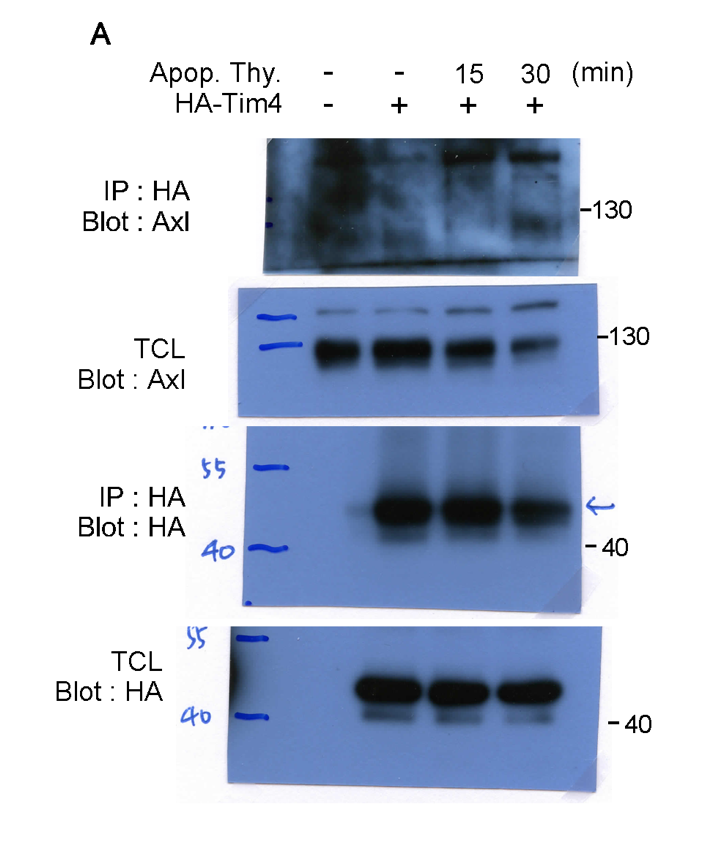 A
Apop. Thy. - - 15 30 (min)
HA-Tim4 - + + +
IP : HA
Blot : Axl
-130
TCL
Blot : Axl
-130
55
IP : HA
Blot : HA
←
40
-40
55
TCL
Blot : HA
40
-40